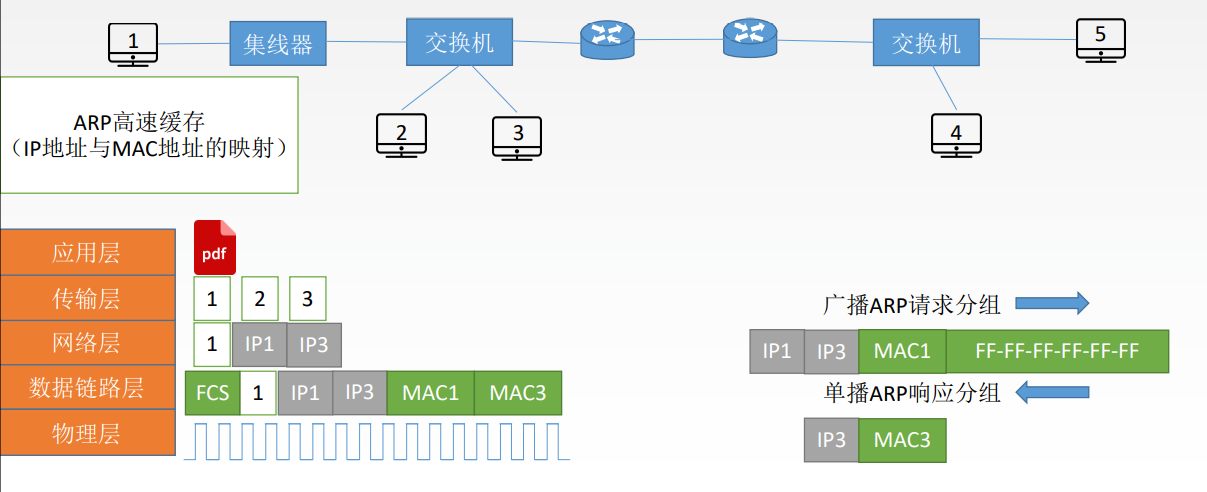 1
集线器
交换机
交换机
5
2
3
4
ARP高速缓存
（IP地址与MAC地址的映射）
应用层
pdf
传输层
1
2
3
网络层
1
IP1
IP3
数据链路层
FCS
1
IP1
IP3
MAC1
MAC3
物理层
广播ARP请求分组
IP1
IP3
MAC1
FF-FF-FF-FF-FF-FF
单播ARP响应分组
IP3
MAC3